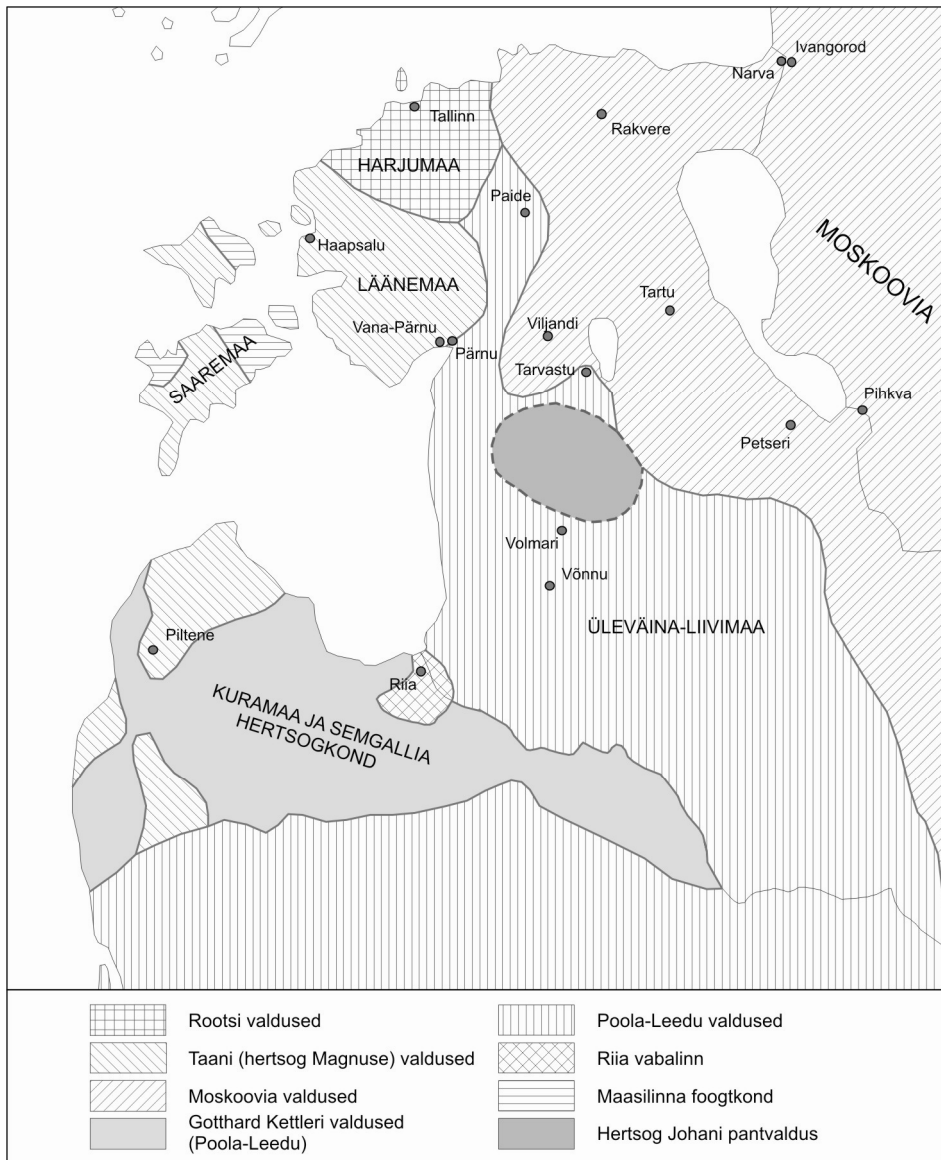 Ivangorod
Narva
Tallinn
Rakvere
HARJUMAA
Paide
MOSKOOVIA
Haapsalu
LÄÄNEMAA
Tartu
Vana-Pärnu
Viljandi
Pärnu
SAAREMAA
Tarvastu
Pihkva
Petseri
Volmari
Võnnu
ÜLEVÄINA-LIIVIMAA
Piltene
Riia
KURAMAA JA SEMGALLIA
HERTSOGKOND
Rootsi valdused
Taani (hertsog Magnuse) valdused
Moskoovia valdused
Gotthard Kettleri valdused
(Poola-Leedu)
Poola-Leedu valdused
Riia vabalinn
Maasilinna foogtkond
Hertsog Johani pantvaldus